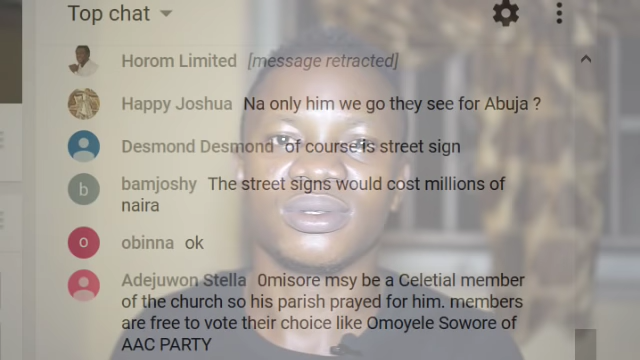 Top chat
Horom Limited [message retracted]
Happy Joshua Na only him we go they see for Abuja ?
Desmond Desmond of course is street sign
b bamjoshy The street signs would cost millions of
naira
o obinna ok
Adejuwon Stella 0misore msy be a Celetial member
of the church so his parish prayed for him. members
are free to vote their choice like Omoyele Sowore of
AAC PARTY